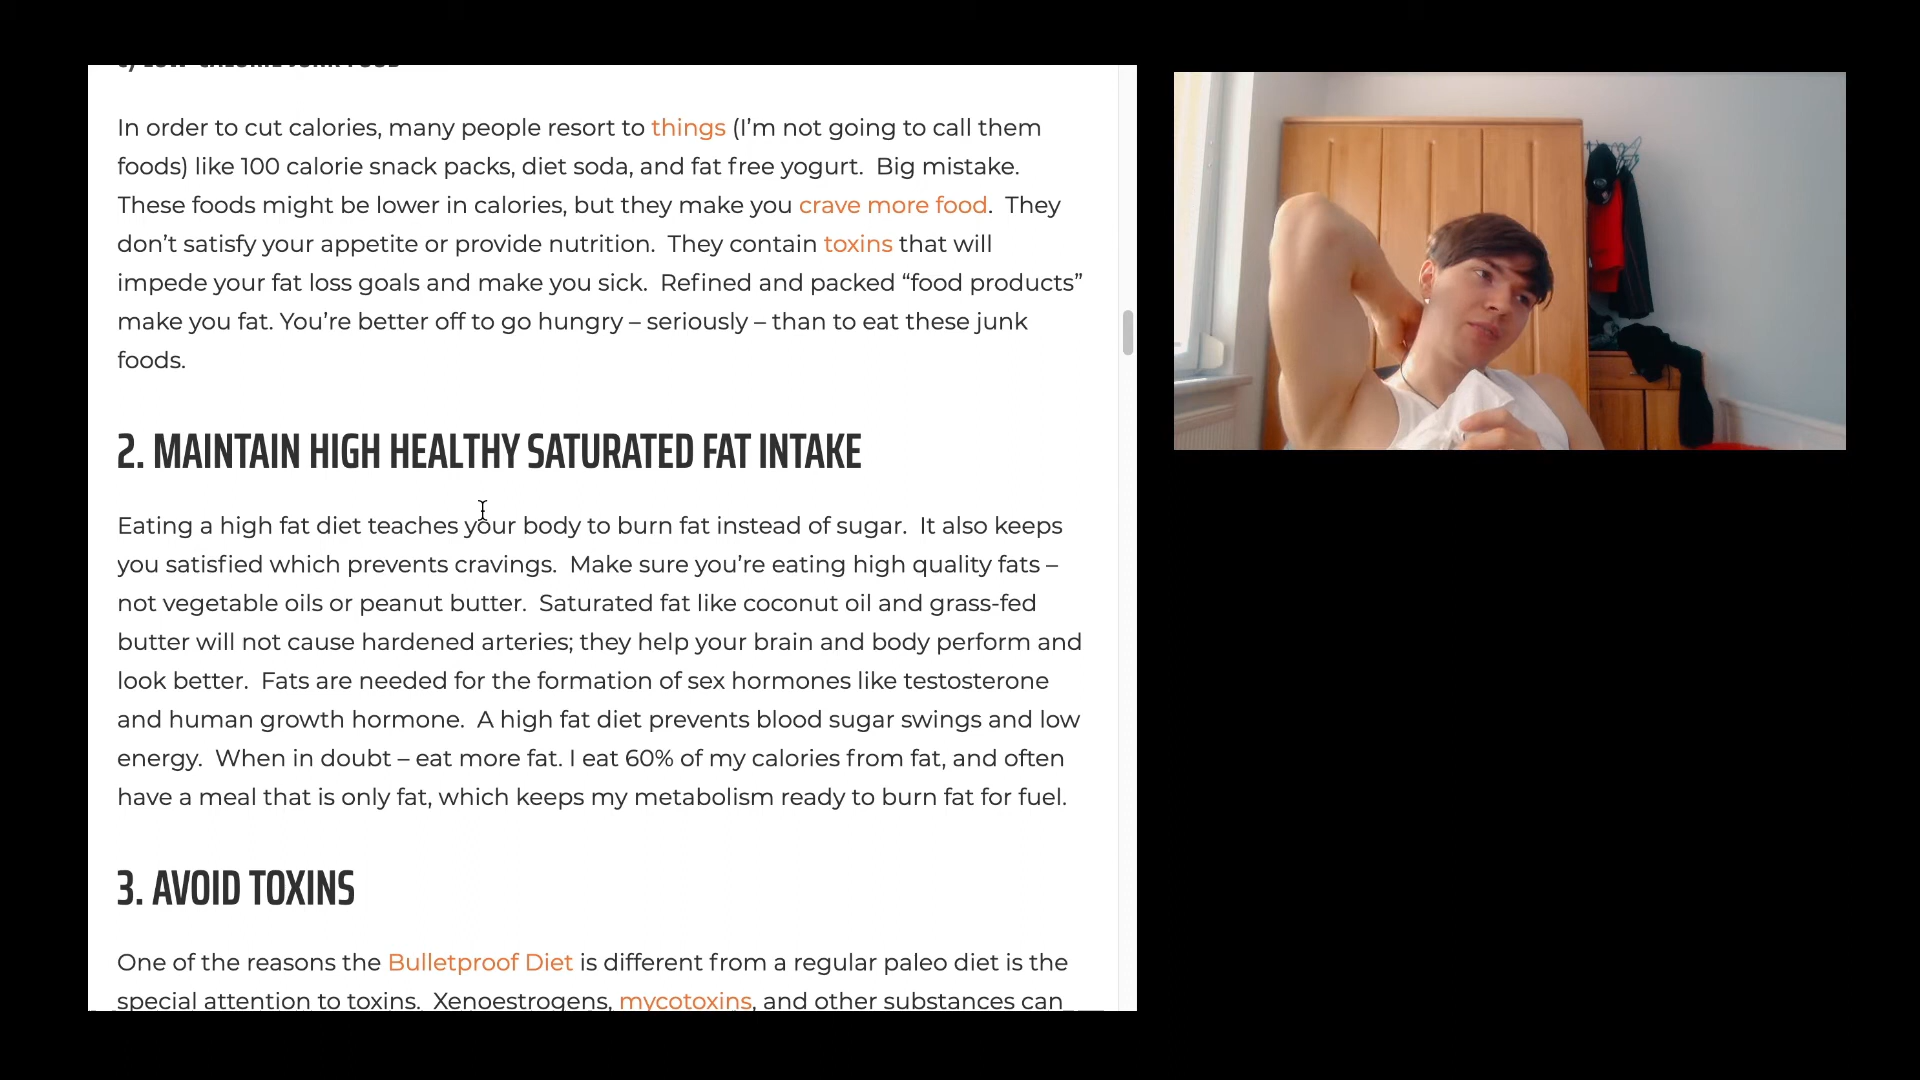 In order to cut calories, many people resort to things (I’m not going to call them
foods) like 100 calorie snack packs, diet soda, and fat free yogurt.  Big mistake.
These foods might be lower in calories, but they make you crave more food.  They
don’t satisfy your appetite or provide nutrition.  They contain toxins that will
impede your fat loss goals and make you sick.  Refined and packed “food products”
make you fat. You’re better off to go hungry – seriously – than to eat these junk
foods.
2. MAINTAIN HIGH HEALTHY SATURATED FAT INTAKE
Eating a high fat diet teaches your body to burn fat instead of sugar.  It also keeps
you satisfied which prevents cravings.  Make sure you’re eating high quality fats –
not vegetable oils or peanut butter.  Saturated fat like coconut oil and grass-fed
butter will not cause hardened arteries; they help your brain and body perform and
look better.  Fats are needed for the formation of sex hormones like testosterone
and human growth hormone.  A high fat diet prevents blood sugar swings and low
energy.  When in doubt – eat more fat. I eat 60% of my calories from fat, and often
have a meal that is only fat, which keeps my metabolism ready to burn fat for fuel.
3. AVOID TOXINS
One of the reasons the Bulletproof Diet is different from a regular paleo diet is the
special attention to toxins.  Xenoestrogens, mycotoxins, and other substances can